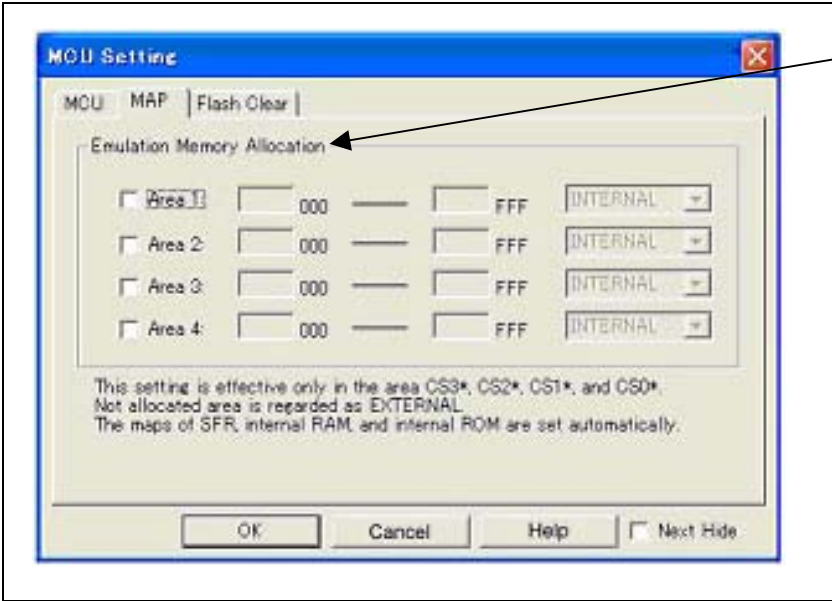 MCU Setting
MCU MAP Flash Clear
Emulation Memory Allocation
Area 1: 000 FFF INTERNAL
Area 2: 000 FFF INTERNAL
Area 3: 000 FFF INTERNAL
Area 4: 000 FFF INTERNAL
This setting is effective only in the area CS3*, CS2*, CS1*, and CS0*.
Not allocated area is regarded as EXTERNAL.
The maps of SFR, internal RAM, and internal ROM are set automatically.
OK Cancel Help Next Hide